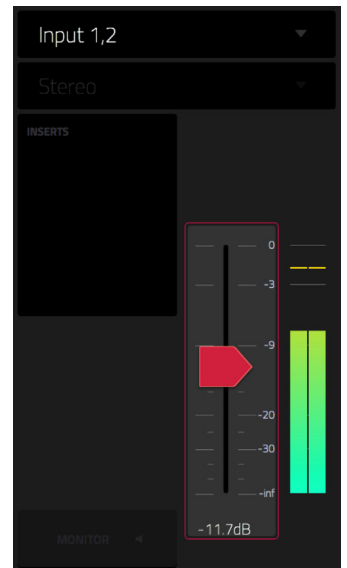 Input 1,2
Stereo
INSERTS
0
-3
-9
-20
-30
-inf
-11.7dB
MONITOR